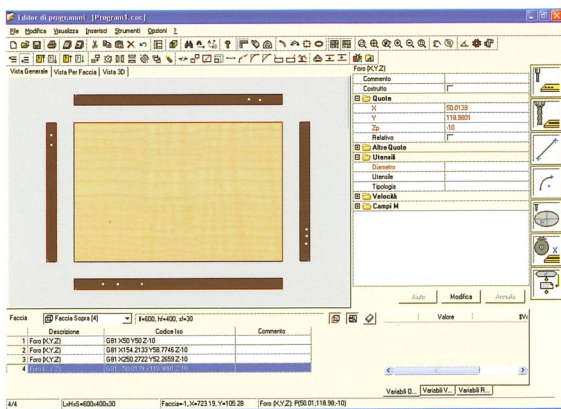 Editor di programmi - [Program1.cnc]
File Modifica Visualizza Inserisci Strumenti Opzioni ?
Vista Generale Vista Per Faccia Vista 3D
Foro (X,Y,Z)
Commento
Costrutto
Quote
X 50.0139
Y 118.9801
Zp -10
Relativo
Altre Quote
Utensili
Diametro
Utensile
Tipologia
Velocità
Campi M
Aiuto Modifica Annulla
Faccia Faccia Sopra [4] lf=600, hf=400, sf=30
Descrizione Codice Iso Commento
1 Foro (X,Y,Z) G81 X50 Y50 Z-10
2 Foro (X,Y,Z) G81 X154.2133 Y58.7746 Z-10
3 Foro (X,Y,Z) G81 X250.2722 Y52.2659 Z-10
4 Foro (X,Y,Z)
Valore
Variabili O... Variabili V... Variabili R...
4/4 LxHxS=600x400x30 Faccia=-1, X=723.19, Y=105.28 Foro (X,Y,Z): P(50.01;118.98;-10)